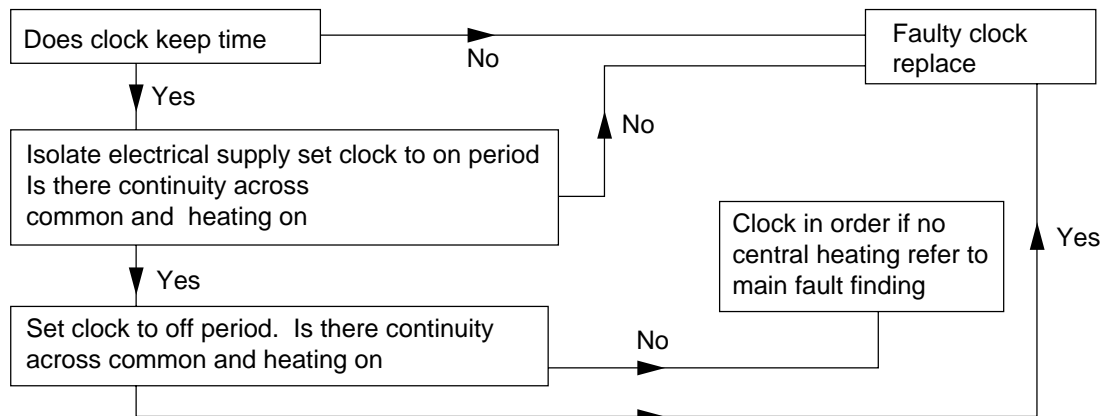 Does clock keep time
No
Faulty clock
replace
Yes
No
Isolate electrical supply set clock to on period
Is there continuity across
common and heating on
Clock in order if no
central heating refer to
main fault finding
Yes
Yes
Set clock to off period. Is there continuity
across common and heating on
No